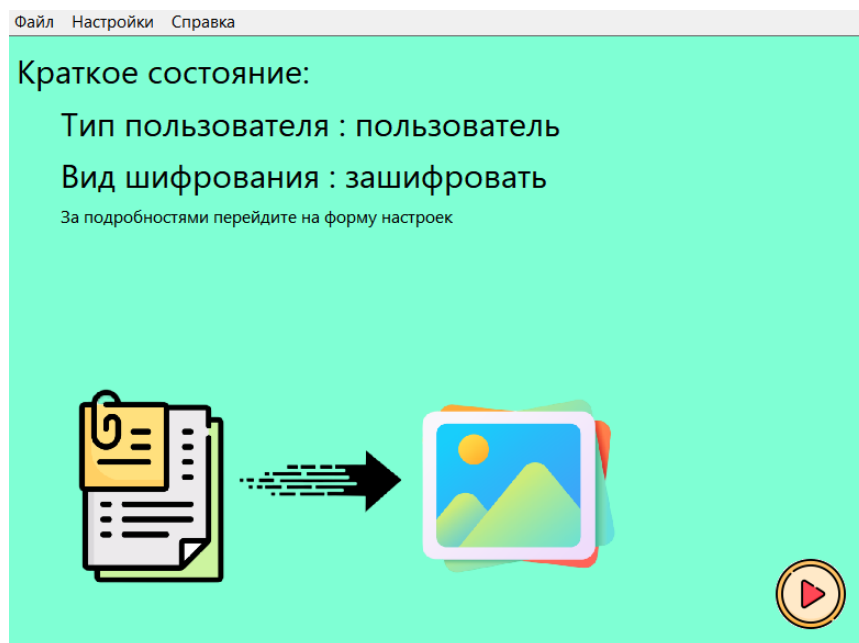 Файл Настройки Справка
Краткое состояние:
Тип пользователя : пользователь
Вид шифрования : зашифровать
За подробностями перейдите на форму настроек